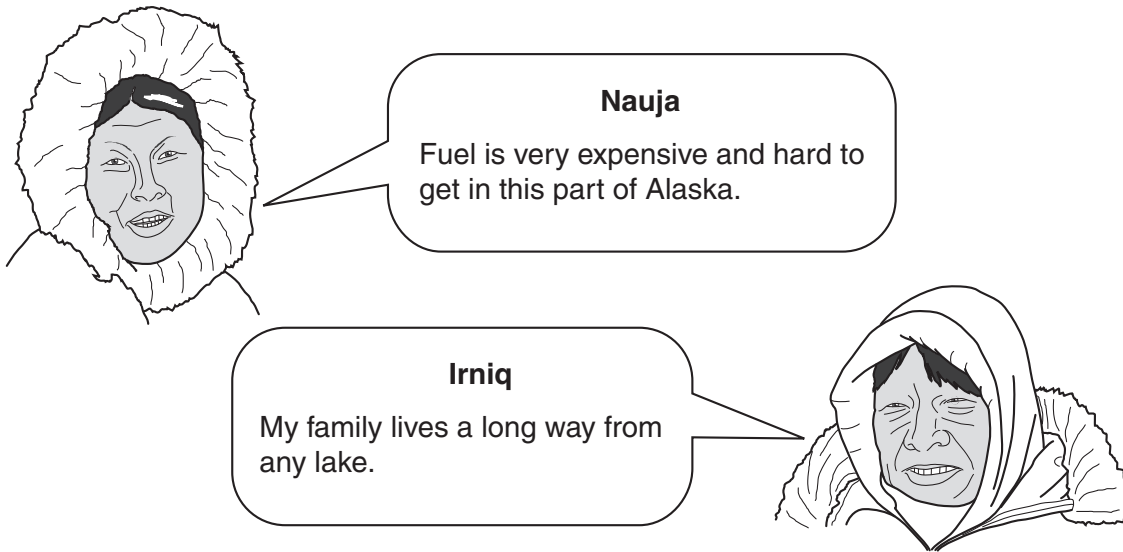 Nauja
Fuel is very expensive and hard to
get in this part of Alaska.
Irniq
My family lives a long way from
any lake.